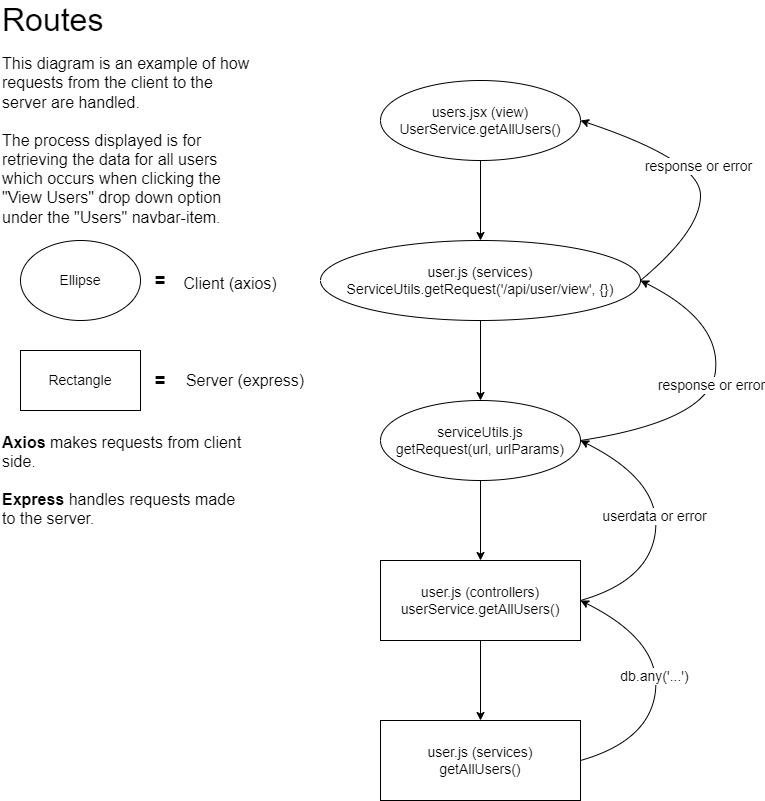 Routes
This diagram is an example of how
requests from the client to the
server are handled.
The process displayed is for
retrieving the data for all users
which occurs when clicking the
"View Users" drop down option
under the "Users" navbar-item.
Ellipse
=
Client (axios)
Rectangle
=
Server (express)
Axios makes requests from client
side.
Express handles requests made
to the server.
users.jsx (view)
UserService.getAllUsers()
response or error
user.js (services)
ServiceUtils.getRequest('/api/user/view', {})
response or error
serviceUtils.js
getRequest(url, urlParams)
userdata or error
user.js (controllers)
userService.getAllUsers()
db.any('...')
user.js (services)
getAllUsers()